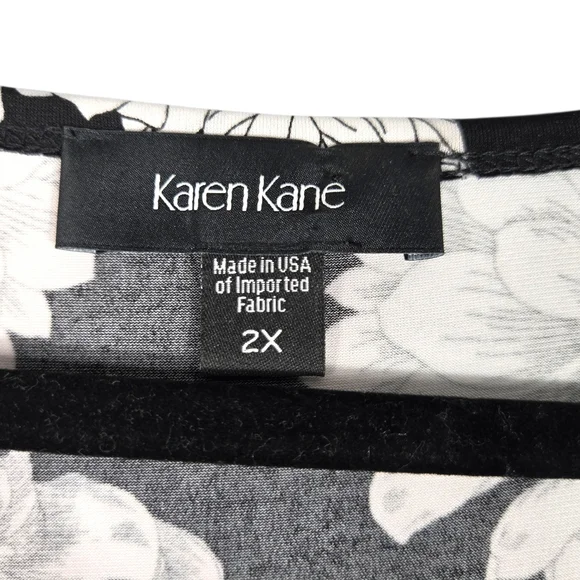 Karen Kane
Made in USA
of Imported
Fabric
2X